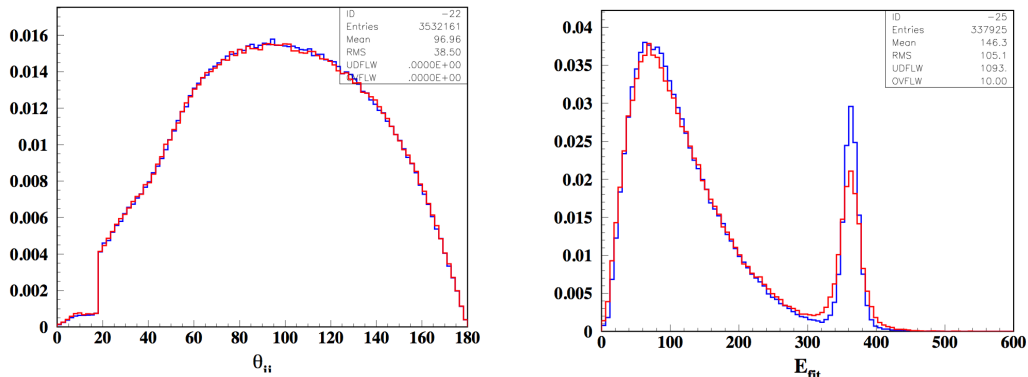 0.016
0.014
0.012
0.01
0.008
0.006
0.004
0.002
0
ID -22
Entries 3532161
Mean 96.96
RMS 38.50
UDFLW .0000E+00
.0000E+00
0 20 40 60 80 100 120 140 160 180
0.04
0.035
0.03
0.025
0.02
0.015
0.01
0.005
0
ID -25
Entries 337925
Mean 146.3
RMS 105.1
UDFLW 1093.
OVFLW 10.00
0 100 200 300 400 500 600
E_fit